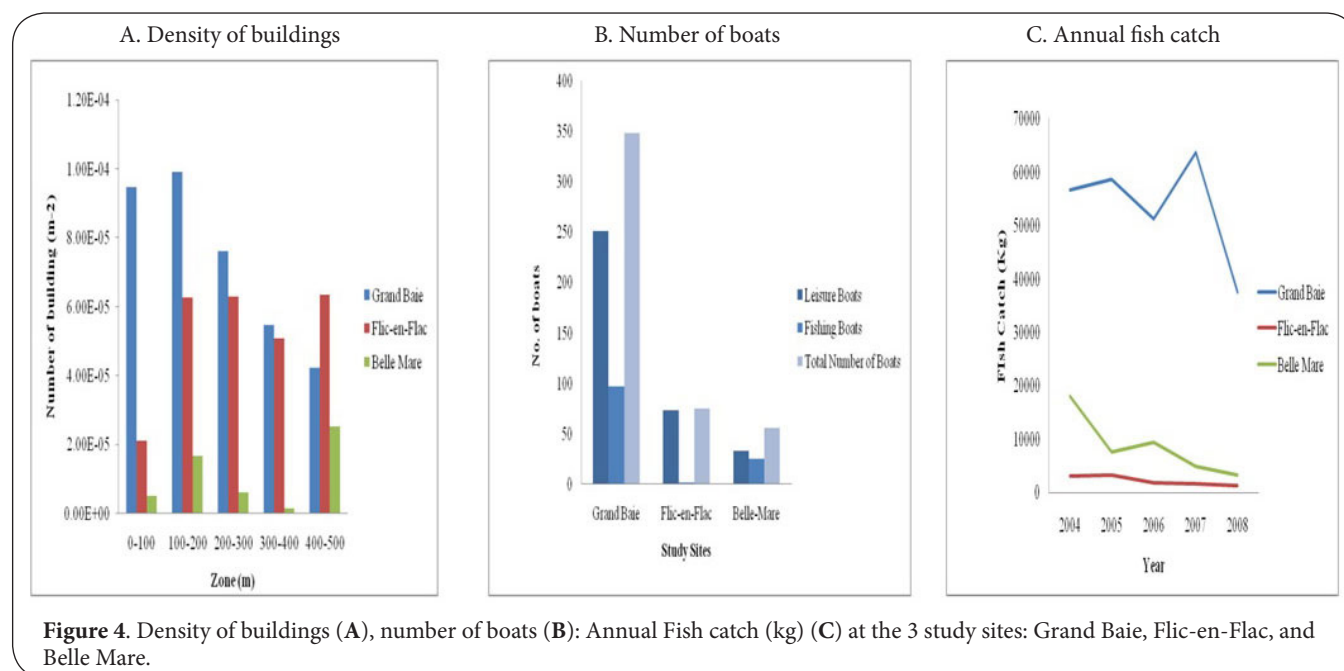 A. Density of buildings
1.20E-04
1.00E-04
8.00E-05
6.00E-05
4.00E-05
2.00E-05
0.00E+00
Number of building (m-2)
0-100 100-200 200-300 300-400 400-500
Zone (m)
Grand Baie
Flic-en-Flac
Belle Mare
B. Number of boats
400
350
300
250
200
150
100
50
0
No. of boats
Grand Baie Flic-en-Flac Belle-Mare
Study Sites
Leisure Boats
Fishing Boats
Total Number of Boats
C. Annual fish catch
70000
60000
50000
40000
30000
20000
10000
0
FIsh Catch (Kg)
2004 2005 2006 2007 2008
Year
Grand Baie
Flic-en-Flac
Belle Mare
Figure 4. Density of buildings (A), number of boats (B): Annual Fish catch (kg) (C) at the 3 study sites: Grand Baie, Flic-en-Flac, and
Belle Mare.